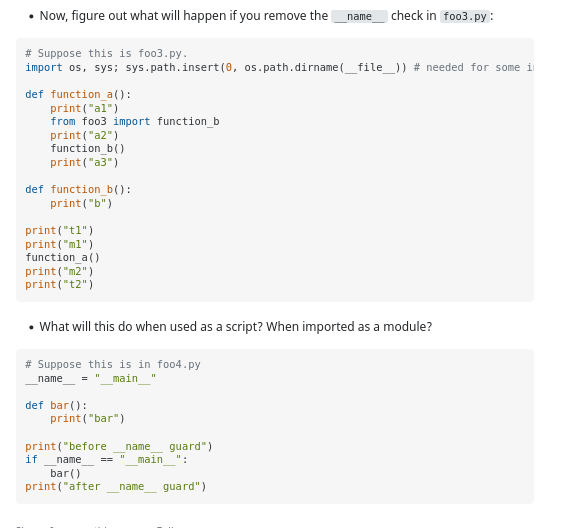 • Now, figure out what will happen if you remove the __name__ check in foo3.py:
# Suppose this is foo3.py.
import os, sys; sys.path.insert(0, os.path.dirname(__file__)) # needed for some
def function_a():
    print("a1")
    from foo3 import function_b
    print("a2")
    function_b()
    print("a3")
def function_b():
    print("b")
print("t1")
print("m1")
function_a()
print("m2")
print("t2")
• What will this do when used as a script? When imported as a module?
# Suppose this is in foo4.py
__name__ = "__main__"
def bar():
    print("bar")
print("before __name__ guard")
if __name__ == "__main__":
    bar()
print("after __name__ guard")